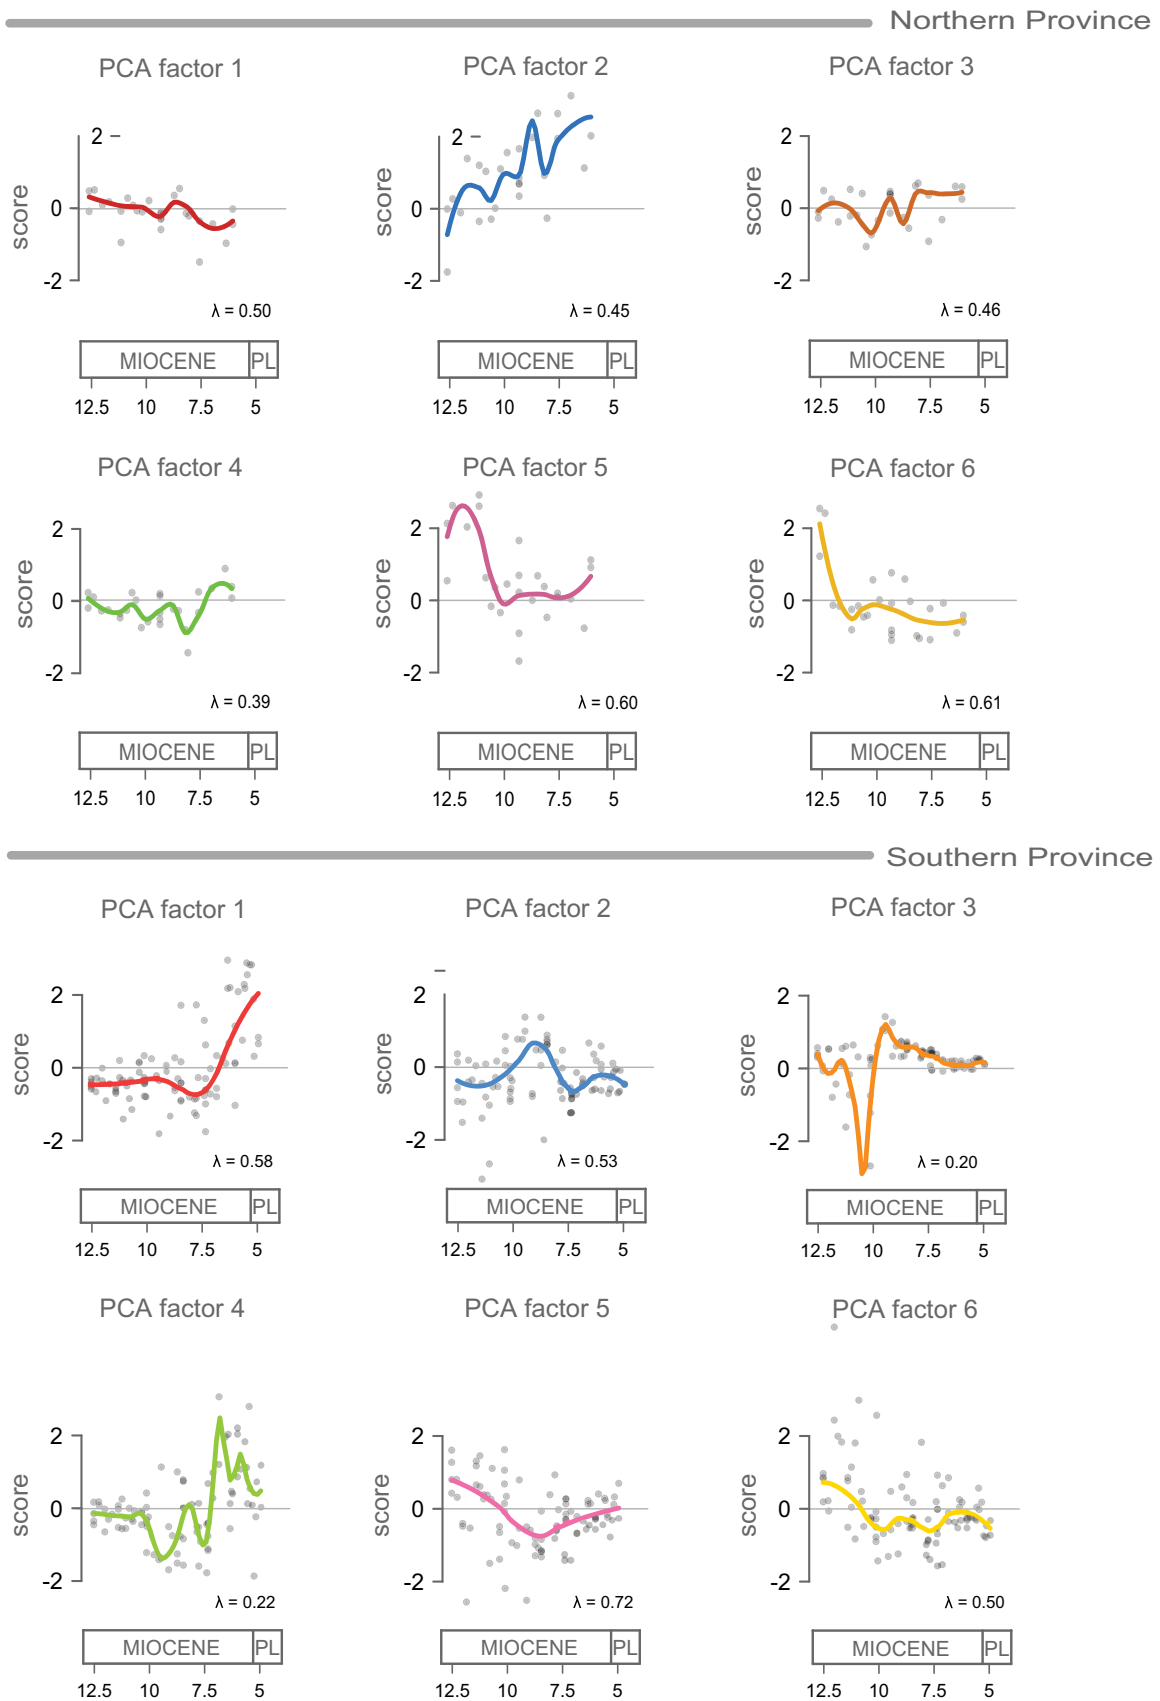 Northern Province
PCA factor 1
PCA factor 2
PCA factor 3
score
2
0
-2
λ = 0.50
2
0
-2
λ = 0.45
score
2
0
-2
λ = 0.46
MIOCENE PL
12.5 10 7.5 5
MIOCENE PL
12.5 10 7.5 5
MIOCENE PL
12.5 10 7.5 5
PCA factor 4
PCA factor 5
PCA factor 6
score
2
0
-2
λ = 0.39
score
2
0
-2
λ = 0.60
score
2
0
-2
λ = 0.61
MIOCENE PL
12.5 10 7.5 5
MIOCENE PL
12.5 10 7.5 5
MIOCENE PL
12.5 10 7.5 5
Southern Province
PCA factor 1
PCA factor 2
PCA factor 3
score
2
0
-2
λ = 0.58
score
2
0
-2
λ = 0.53
score
2
0
-2
λ = 0.20
MIOCENE PL
12.5 10 7.5 5
MIOCENE PL
12.5 10 7.5 5
MIOCENE PL
12.5 10 7.5 5
PCA factor 4
PCA factor 5
PCA factor 6
score
2
0
-2
λ = 0.22
score
2
0
-2
λ = 0.72
score
2
0
-2
λ = 0.50
MIOCENE PL
12.5 10 7.5 5
MIOCENE PL
12.5 10 7.5 5
MIOCENE PL
12.5 10 7.5 5